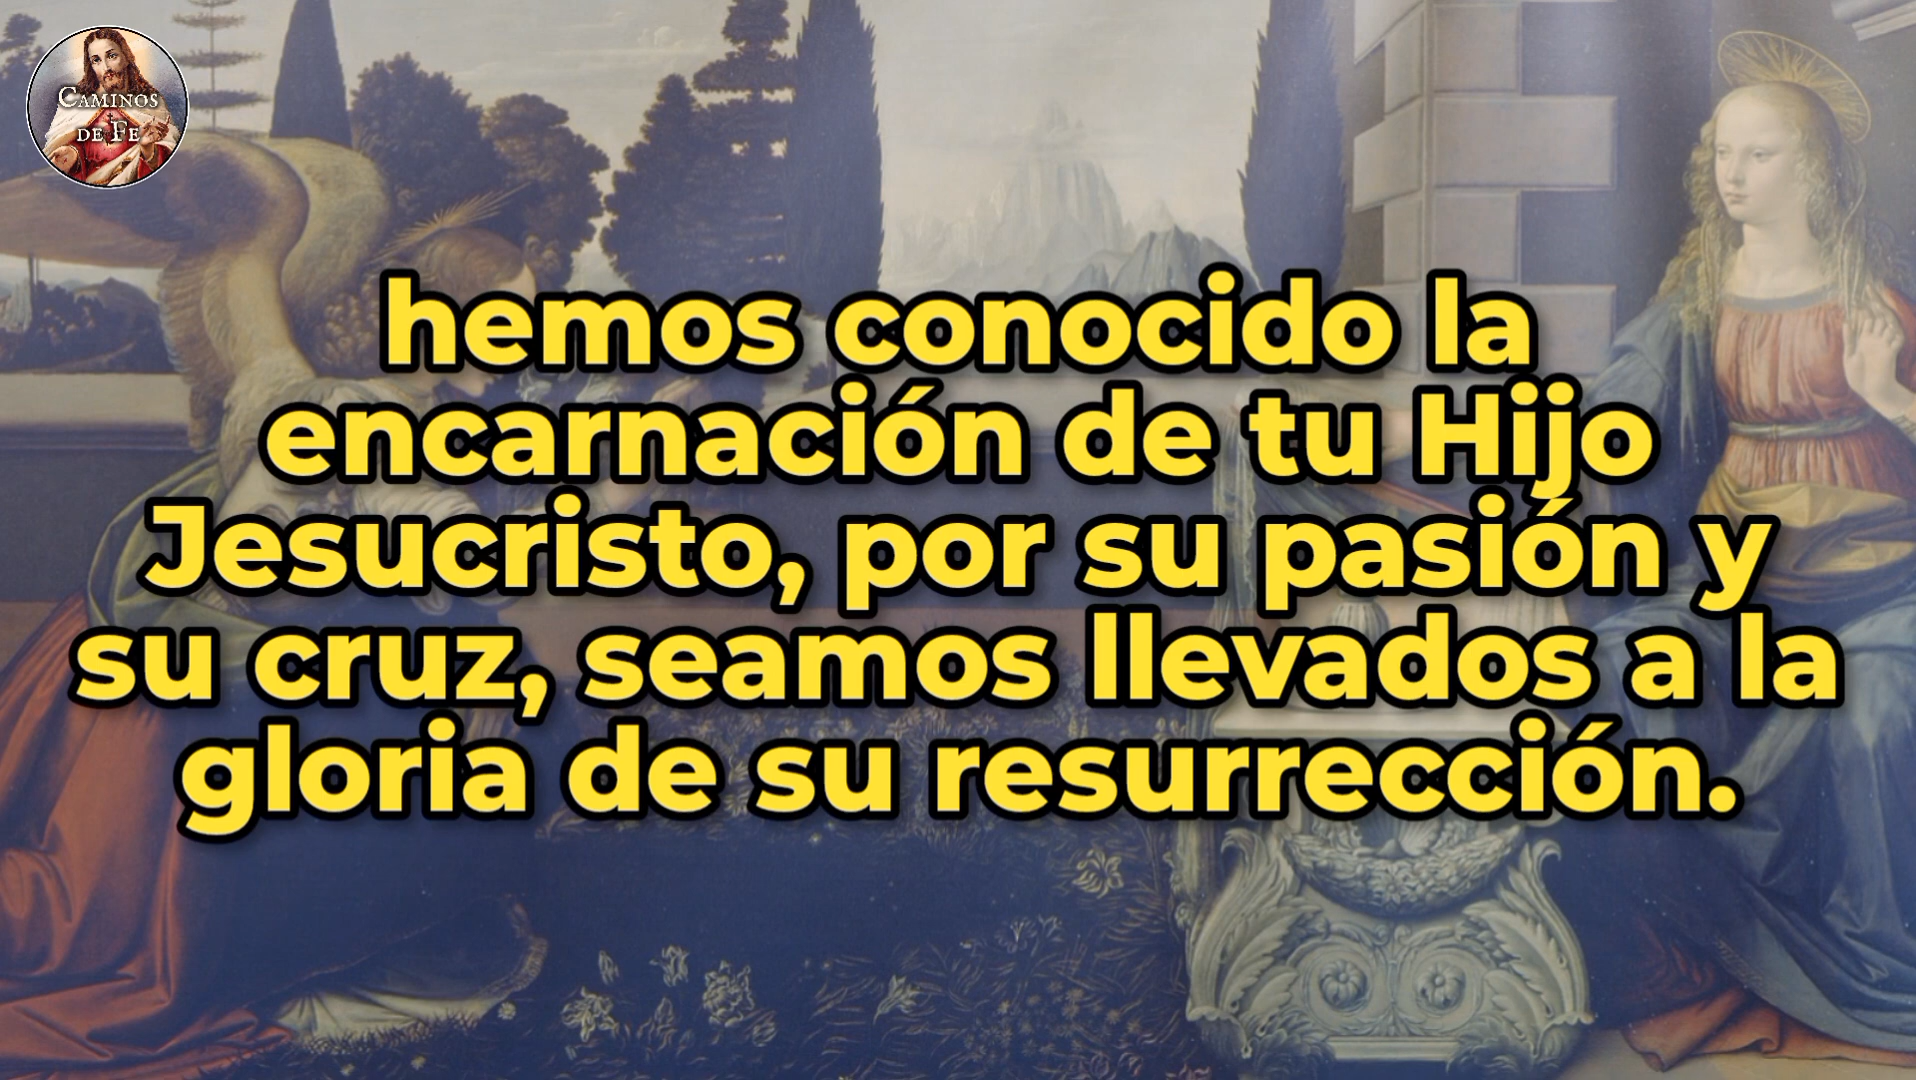 CAMINOS
DE FE
hemos conocido la
encarnación de tu Hijo
Jesucristo, por su pasión y
su cruz, seamos llevados a la
gloria de su resurrección.